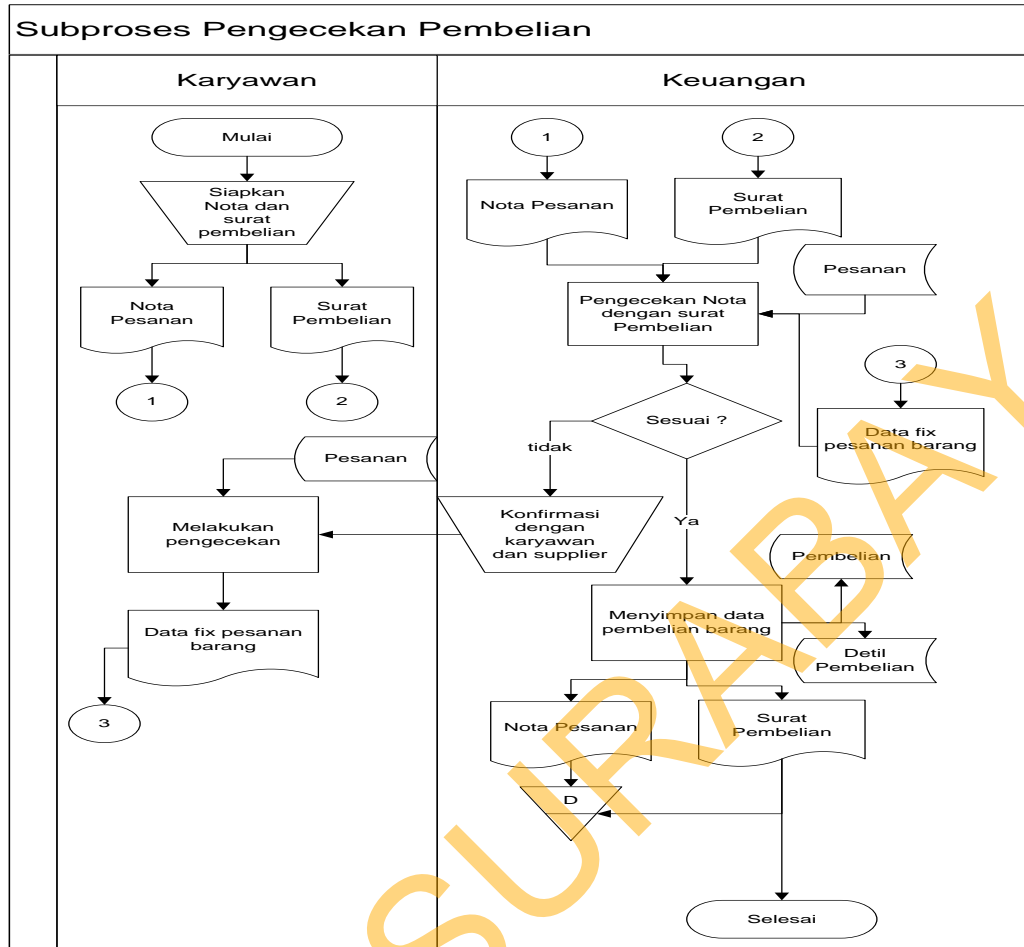 Subproses Pengecekan Pembelian
Karyawan
Keuangan
Mulai
Siapkan
Nota dan
surat
pembelian
Nota
Pesanan
Surat
Pembelian
1
2
Pesanan
Melakukan
pengecekan
Data fix pesanan
barang
3
1
2
Nota Pesanan
Surat
Pembelian
Pesanan
Pengecekan Nota
dengan surat
Pembelian
3
Data fix
pesanan barang
Sesuai ?
tidak
Ya
Konfirmasi
dengan
karyawan
dan supplier
Pembelian
Menyimpan data
pembelian barang
Detil
Pembelian
Nota Pesanan
Surat
Pembelian
D
Selesai
SURABAY